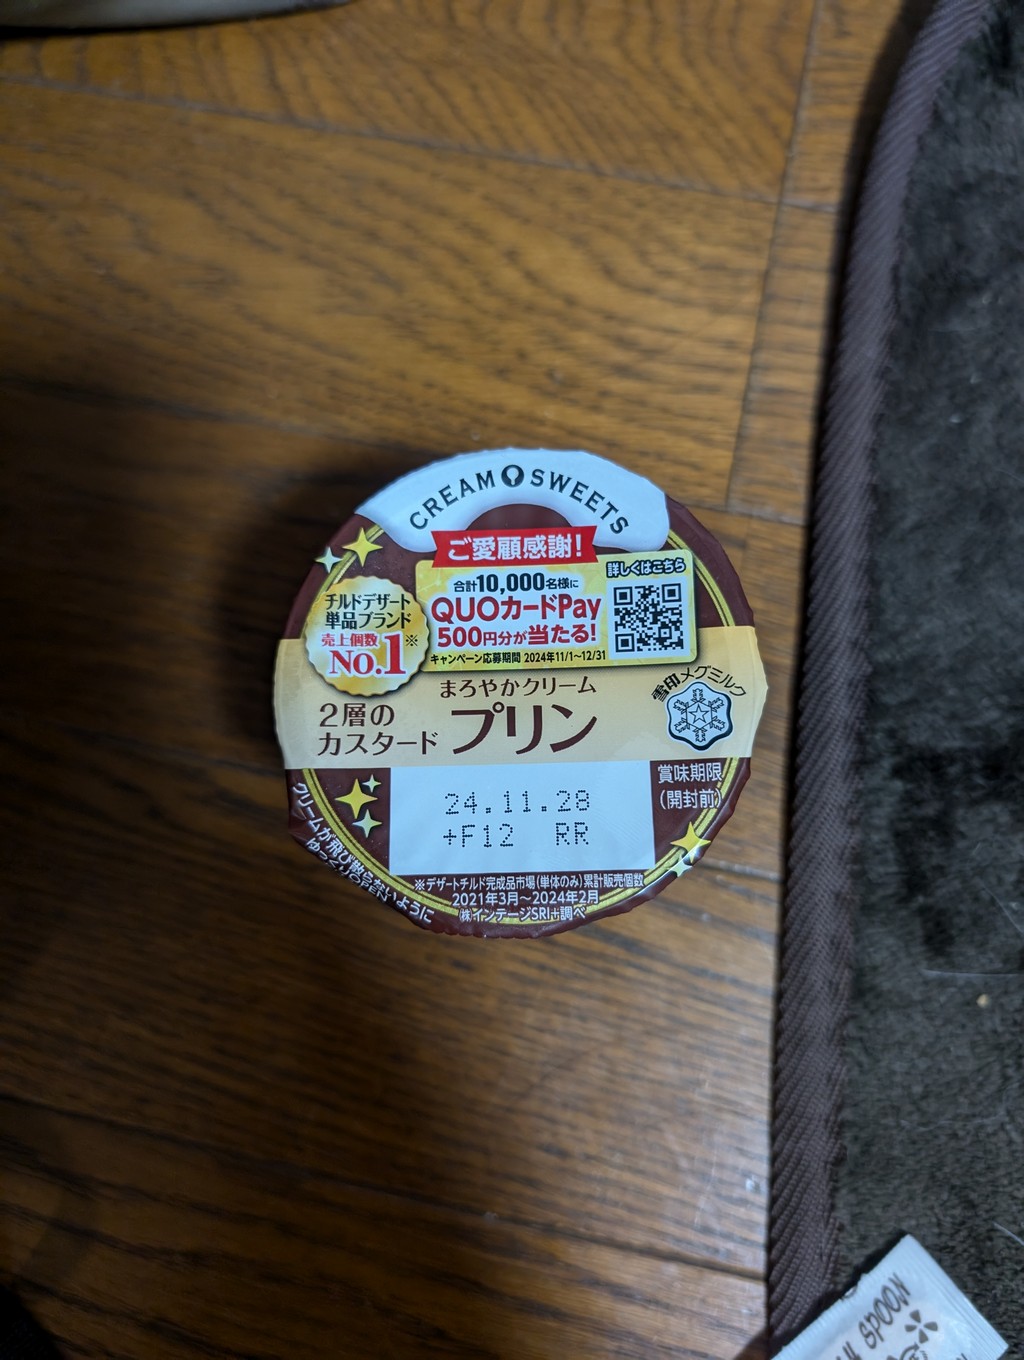 CREAM SWEETS
ご愛顧感謝!
合計10,000名様に
QUOカードPay
500円分が当たる!
キャンペーン応募期間 2024年11/1〜12/31
詳しくはこちら
チルドデザート
単品ブランド
売上個数
No.1※
まろやかクリーム
2層の
カスタード
プリン
雪印メグミルク
賞味期限
(開封前)
24.11.28
+F12 RR
クリームが飛び散らないように
ゆっくりOPEN
※デザートチルド完成品市場(単体のみ)累計販売個数
2021年3月〜2024年2月
㈱インテージSRI+調べ
SPOON